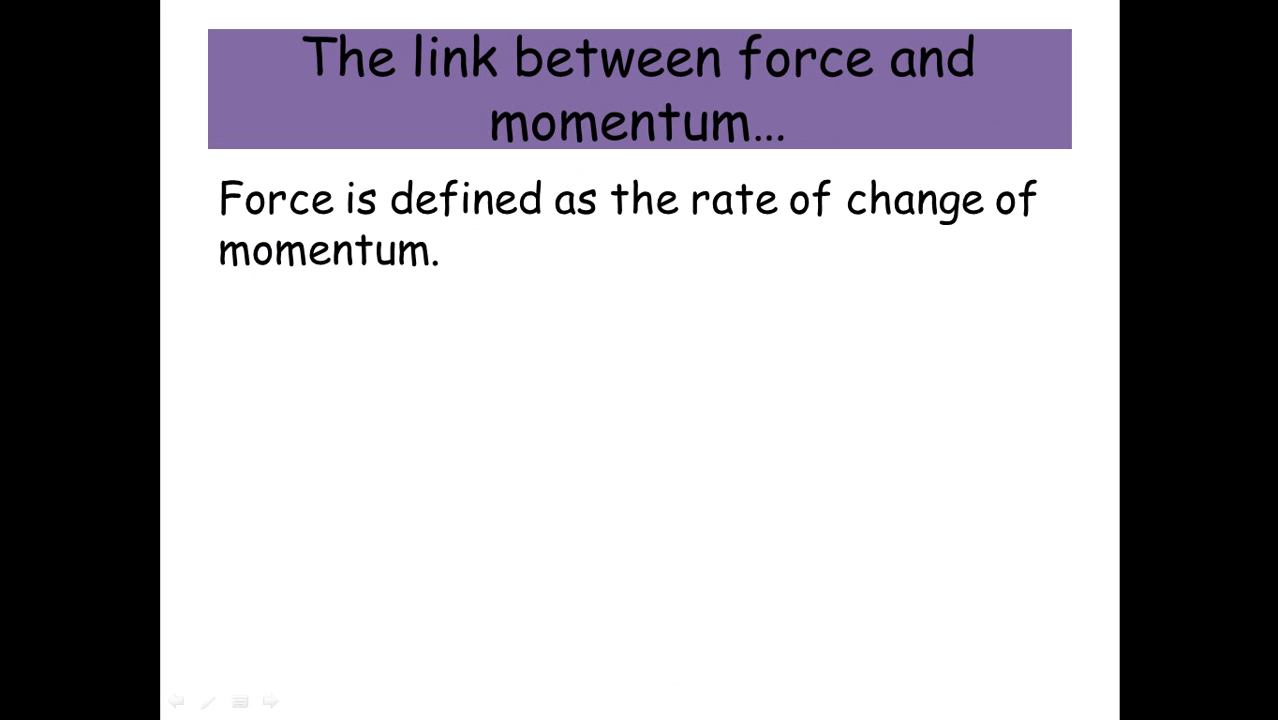 The link between force and
momentum...
Force is defined as the rate of change of
momentum.